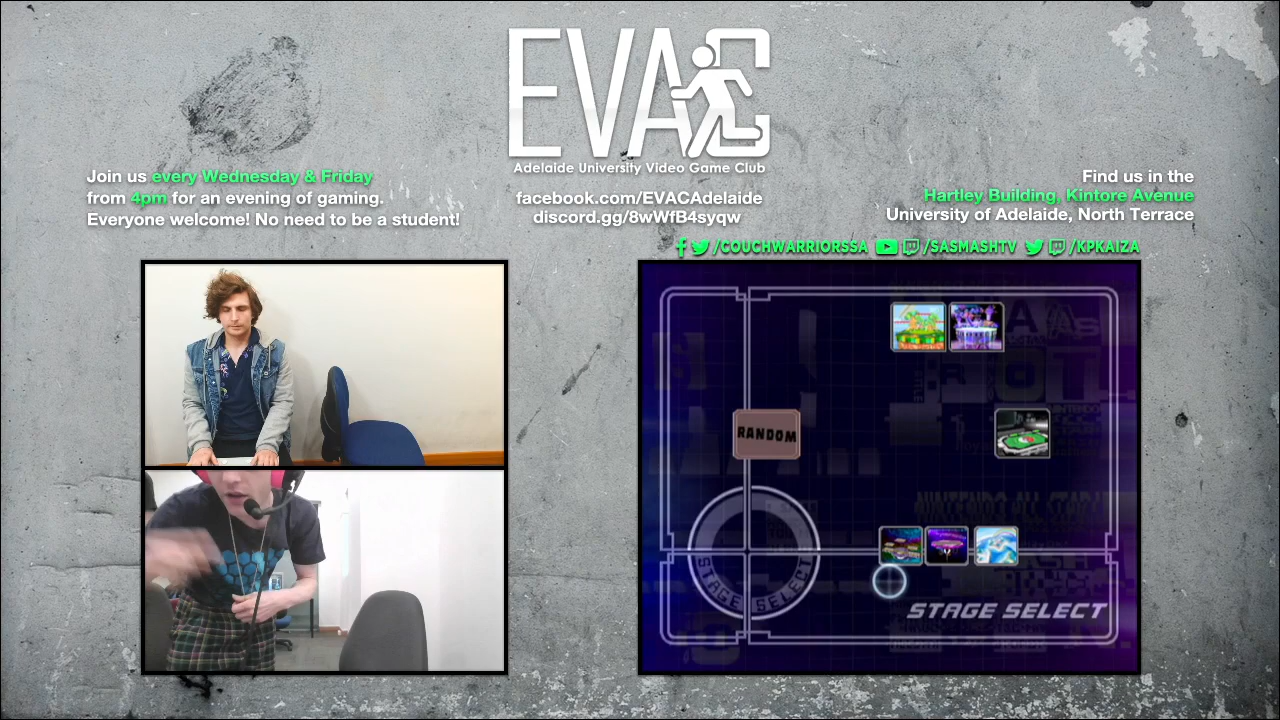 EVAC
Adelaide University Video Game Club
Join us every Wednesday & Friday
from 4pm for an evening of gaming.
Everyone welcome! No need to be a student!
facebook.com/EVACAdelaide
discord.gg/8wWfB4syqw
Find us in the
Hartley Building, Kintore Avenue
University of Adelaide, North Terrace
/COUCHWARRIORSSA /SASMASHTV /KPKAIZA
RANDOM
STAGE SELECT
STAGE SELECT